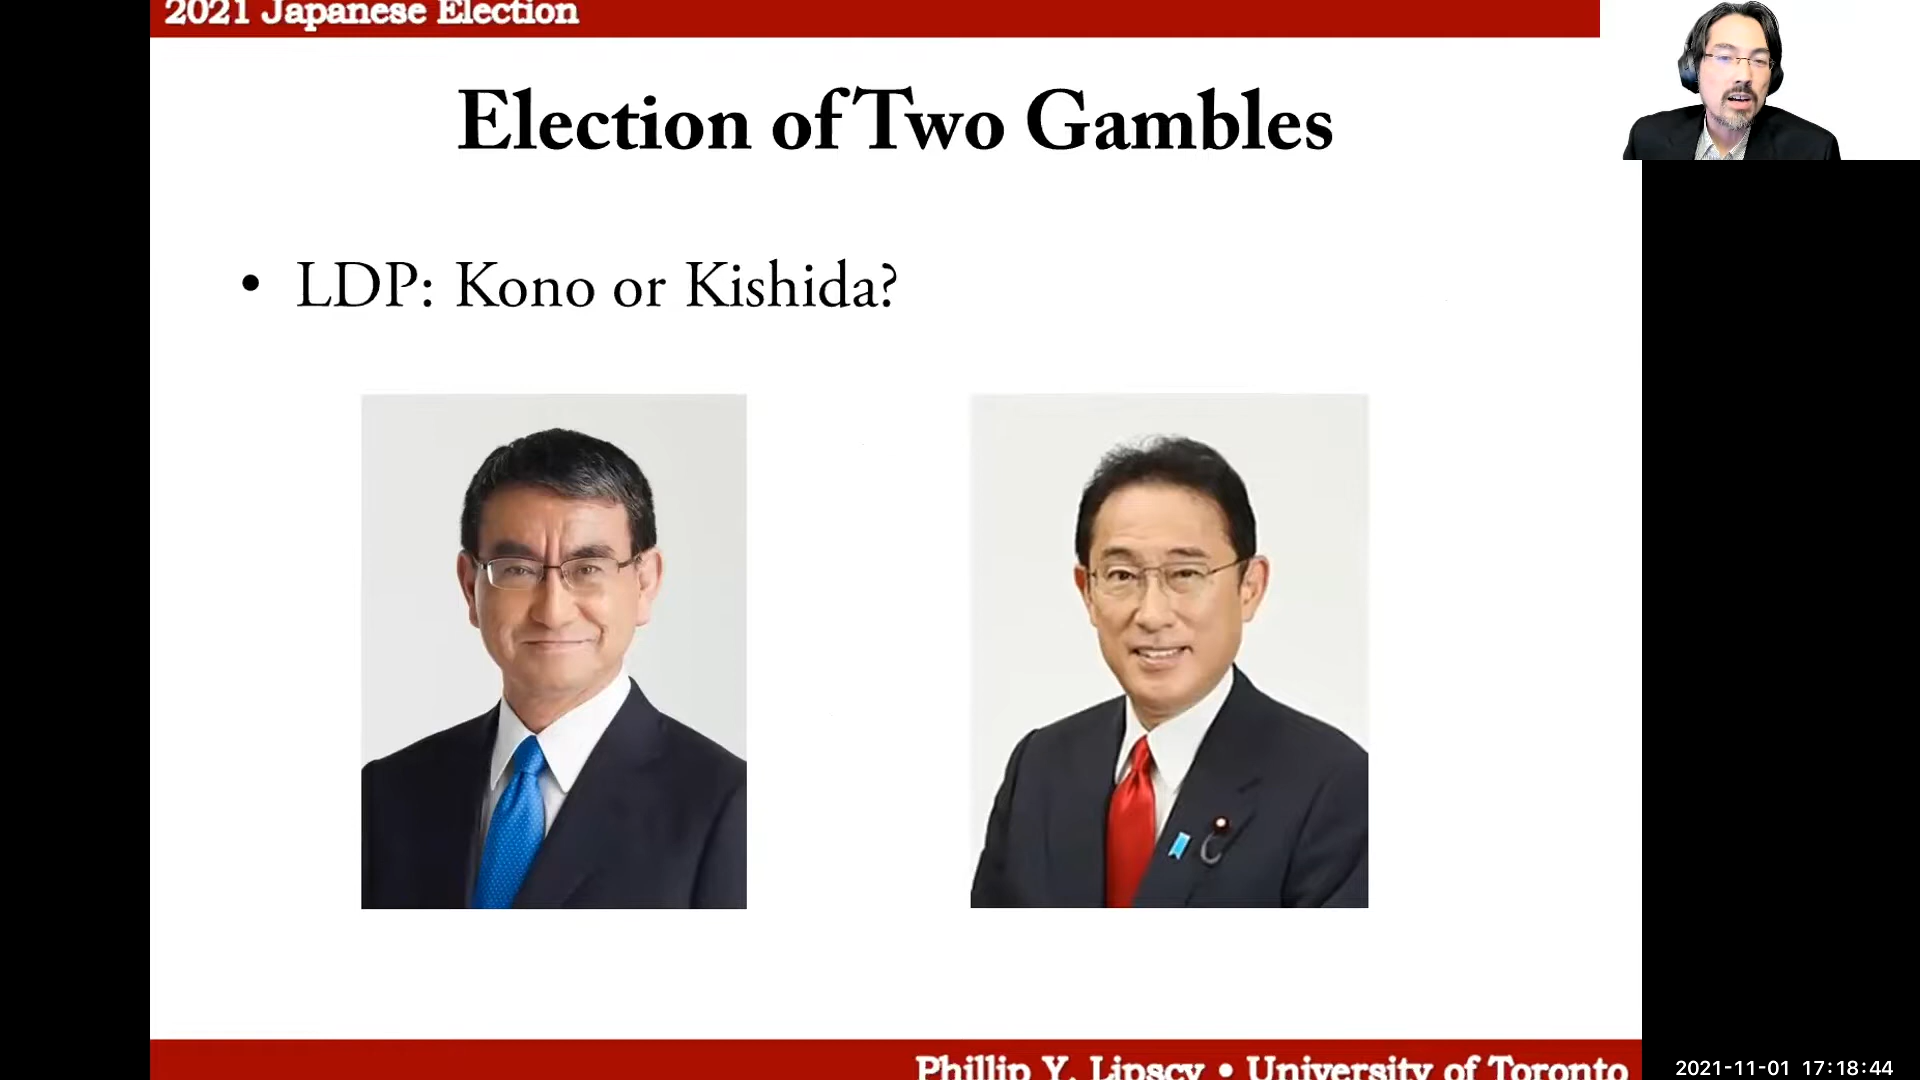 2021 Japanese Election
Election of Two Gambles
• LDP: Kono or Kishida?
Phillip Y. Lipscy • University of Toronto
2021-11-01 17:18:44